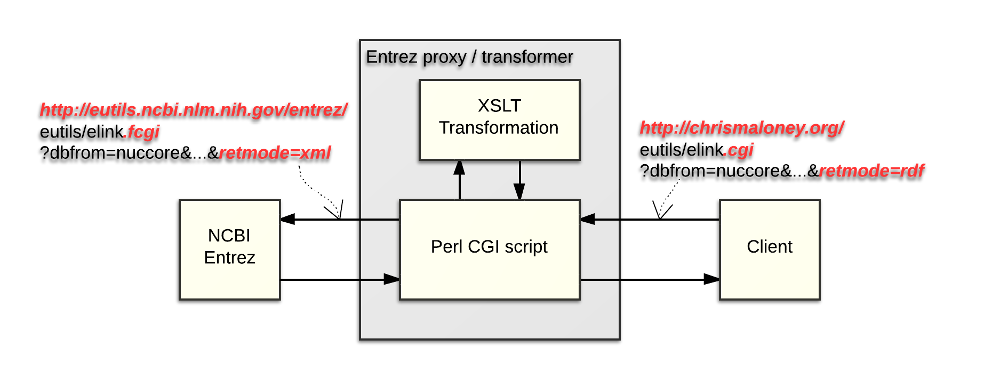 Entrez proxy / transformer
XSLT
Transformation
http://eutils.ncbi.nlm.nih.gov/entrez/
eutils/elink.fcgi
?dbfrom=nuccore&...&retmode=xml
http://chrismaloney.org/
eutils/elink.cgi
?dbfrom=nuccore&...&retmode=rdf
NCBI
Entrez
Perl CGI script
Client